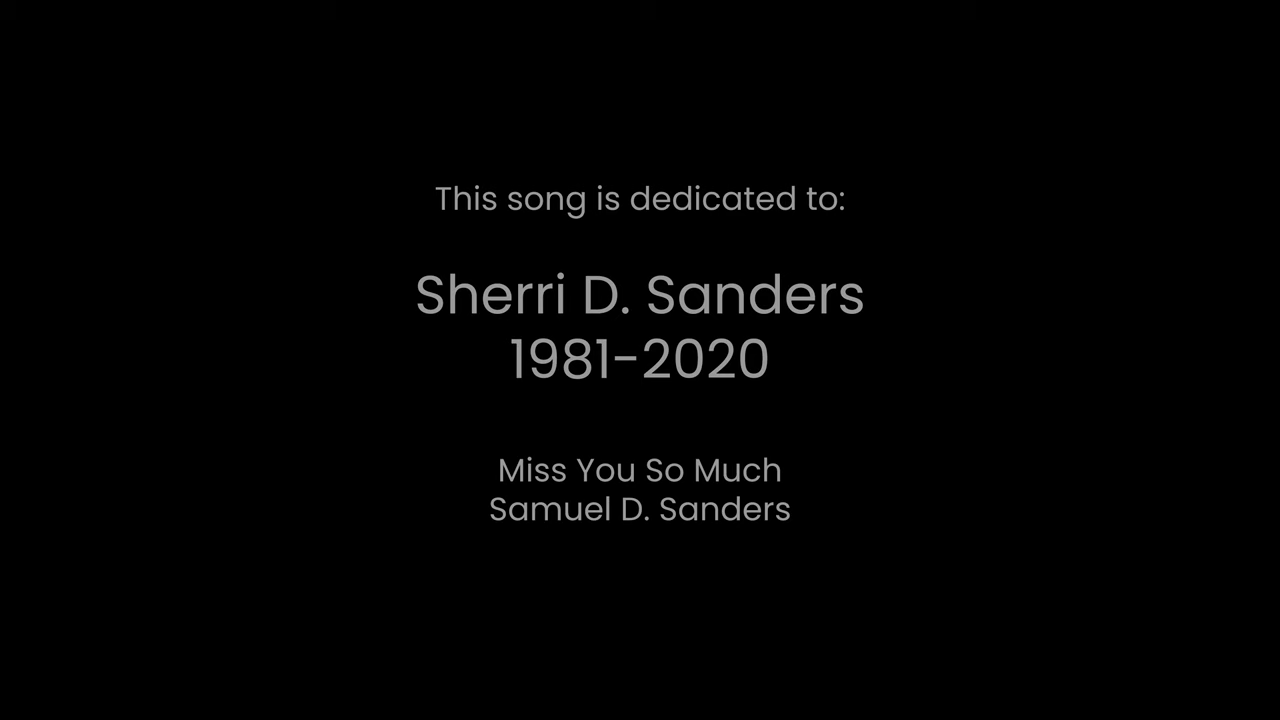 This song is dedicated to:
Sherri D. Sanders
1981-2020
Miss You So Much
Samuel D. Sanders